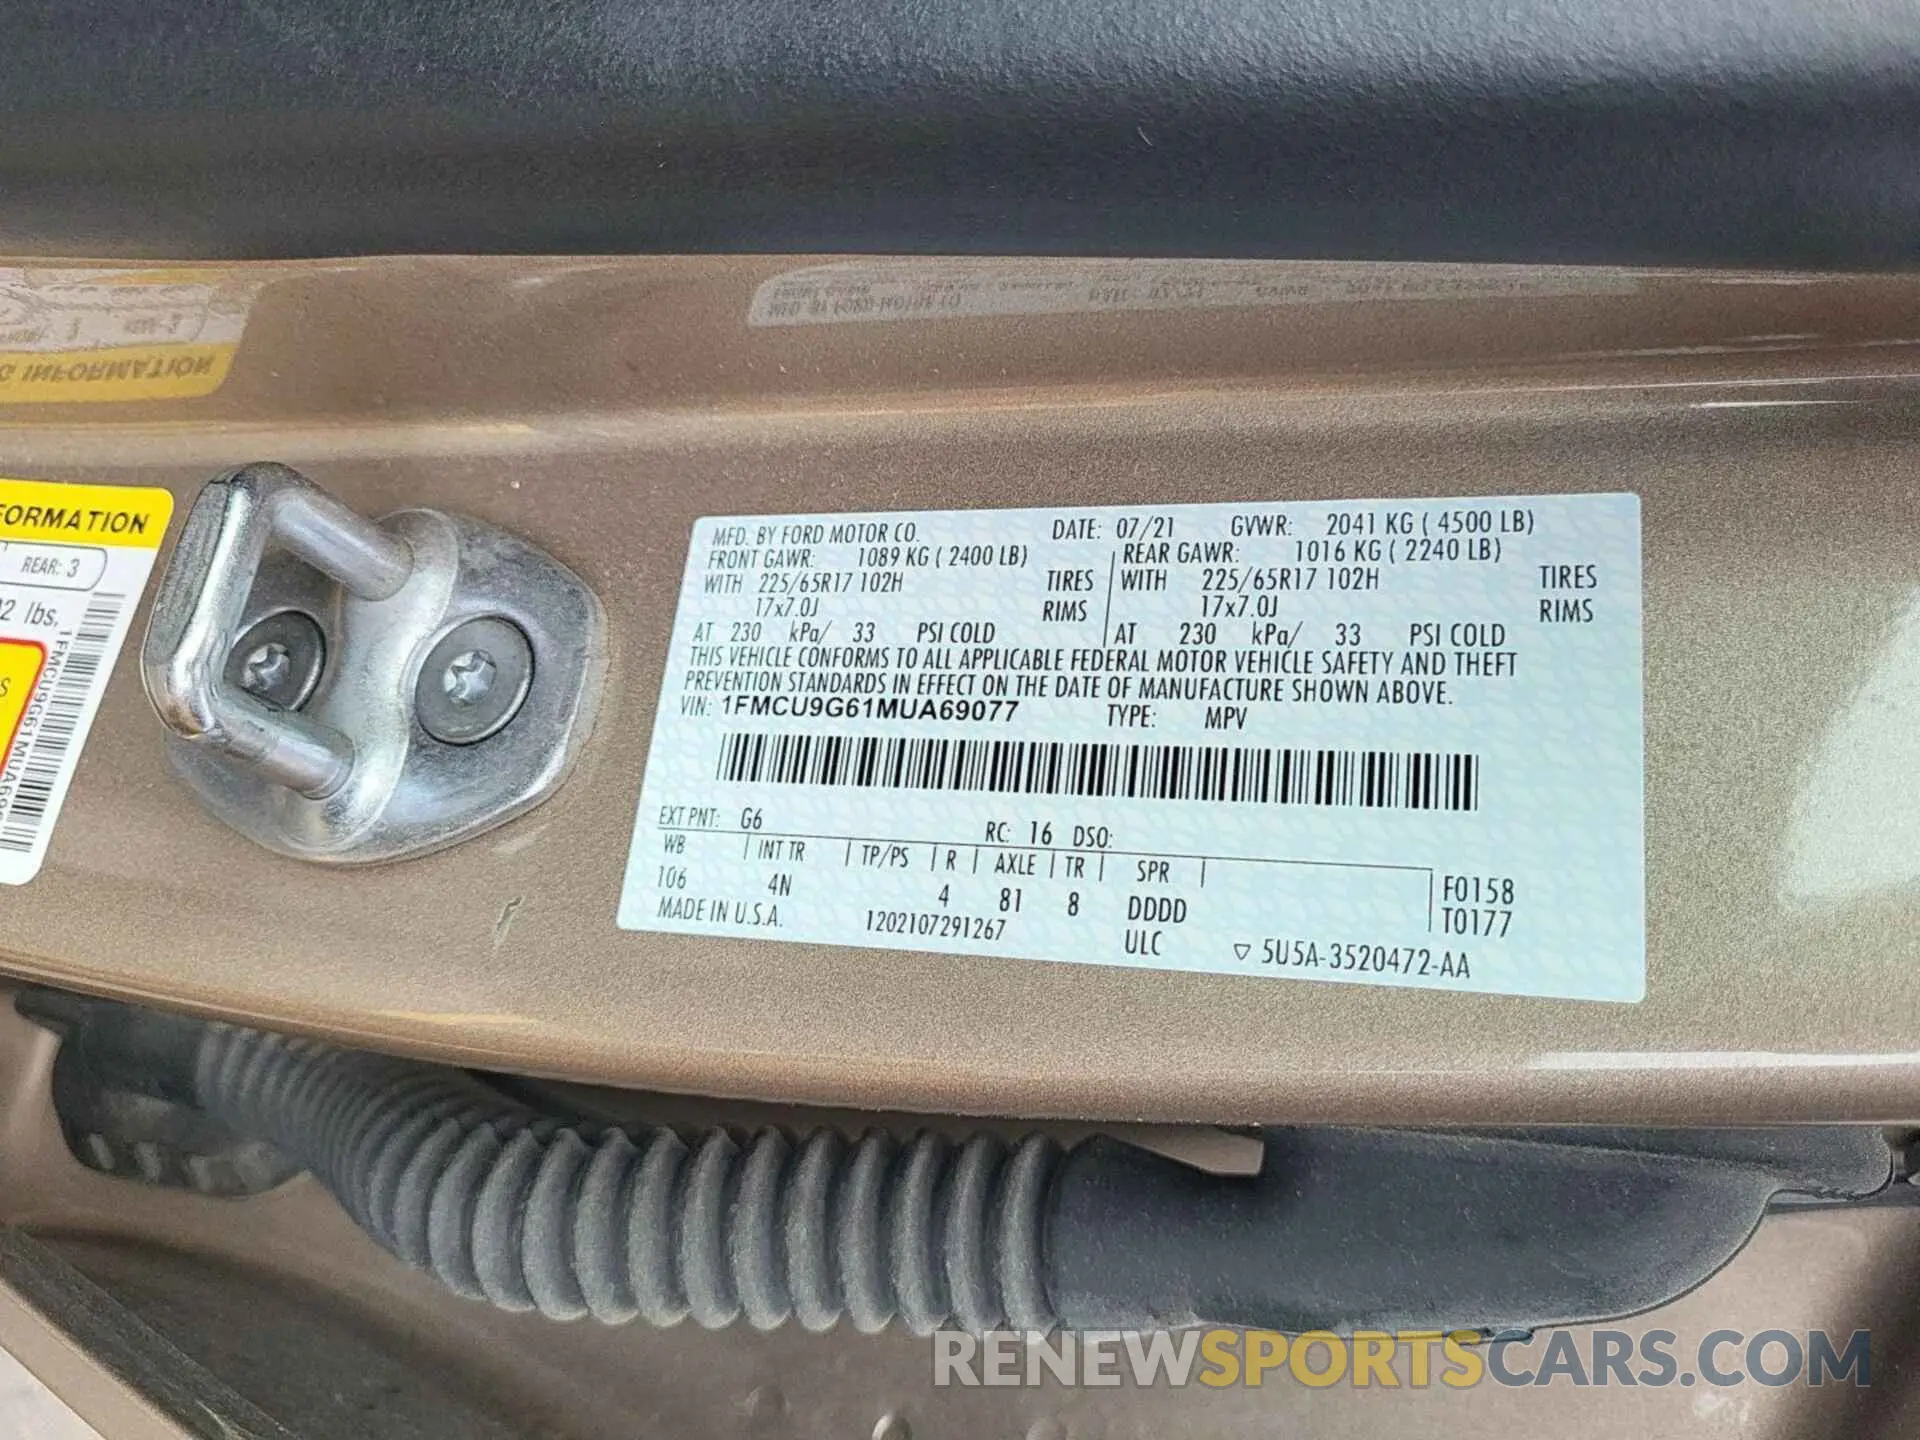 FORMATION
REAR: 3
lbs,
1FMCU9G61MUA69
S
MFD. BY FORD MOTOR CO. DATE: 07/21 GVWR: 2041 KG ( 4500 LB)
FRONT GAWR: 1089 KG ( 2400 LB) REAR GAWR: 1016 KG ( 2240 LB)
WITH 225/65R17 102H TIRES WITH 225/65R17 102H TIRES
17x7.0J RIMS 17x7.0J RIMS
AT 230 kPa/ 33 PSI COLD AT 230 kPa/ 33 PSI COLD
THIS VEHICLE CONFORMS TO ALL APPLICABLE FEDERAL MOTOR VEHICLE SAFETY AND THEFT
PREVENTION STANDARDS IN EFFECT ON THE DATE OF MANUFACTURE SHOWN ABOVE.
VIN: 1FMCU9G61MUA69077 TYPE: MPV
EXT PNT: G6 RC: 16 DSO:
WB INT TR TP/PS R AXLE TR SPR
106 4N 4 81 8 DDDD F0158
MADE IN U.S.A. 1202107291267 ULC T0177
▽ 5U5A-3520472-AA
RENEWSPORTSCARS.COM